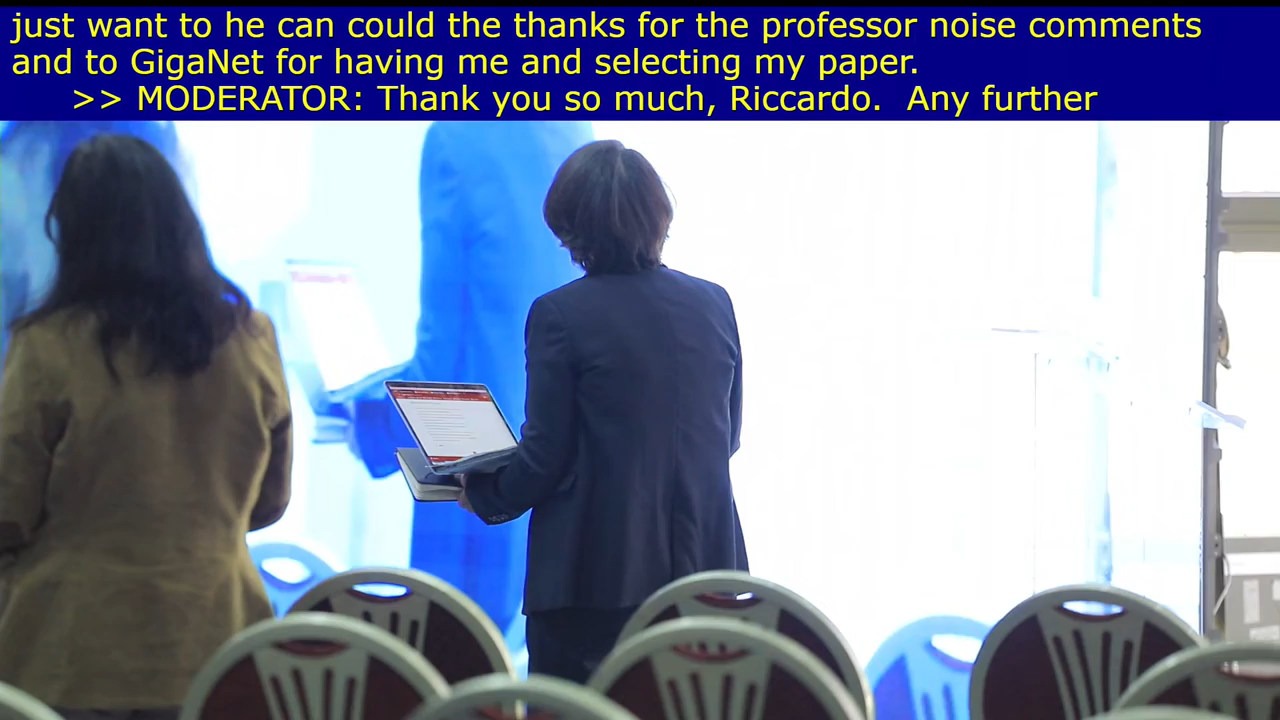 just want to he can could the thanks for the professor noise comments
and to GigaNet for having me and selecting my paper.
>> MODERATOR: Thank you so much, Riccardo.  Any further